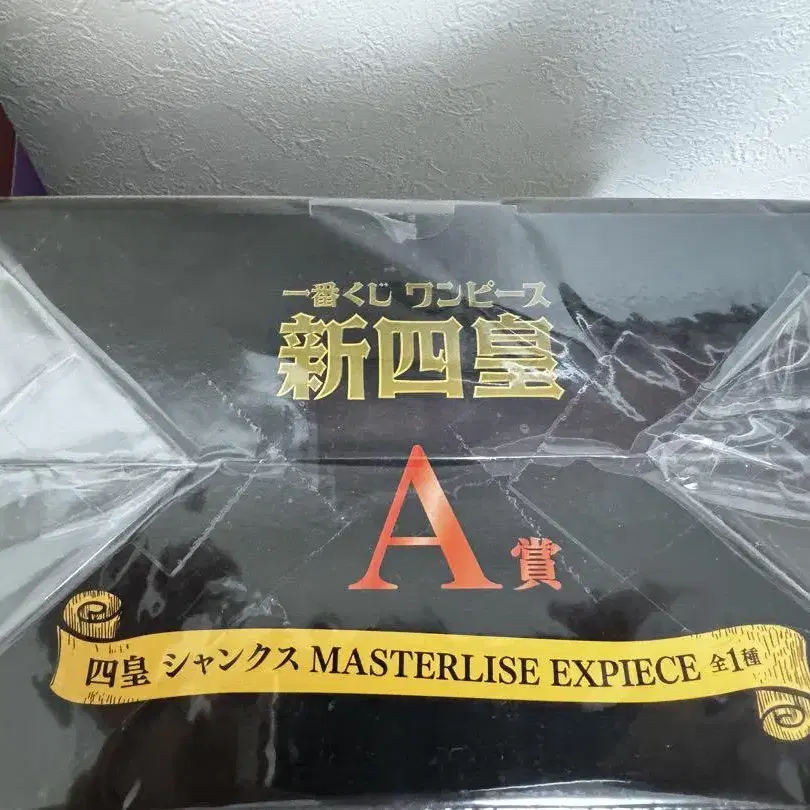 一番くじ ワンピース
新四皇
A賞
四皇 シャンクス MASTERLISE EXPIECE 全1種